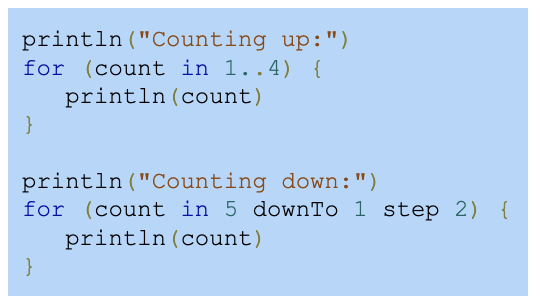 println("Counting up:")
for (count in 1..4) {
   println(count)
}

println("Counting down:")
for (count in 5 downTo 1 step 2) {
   println(count)
}